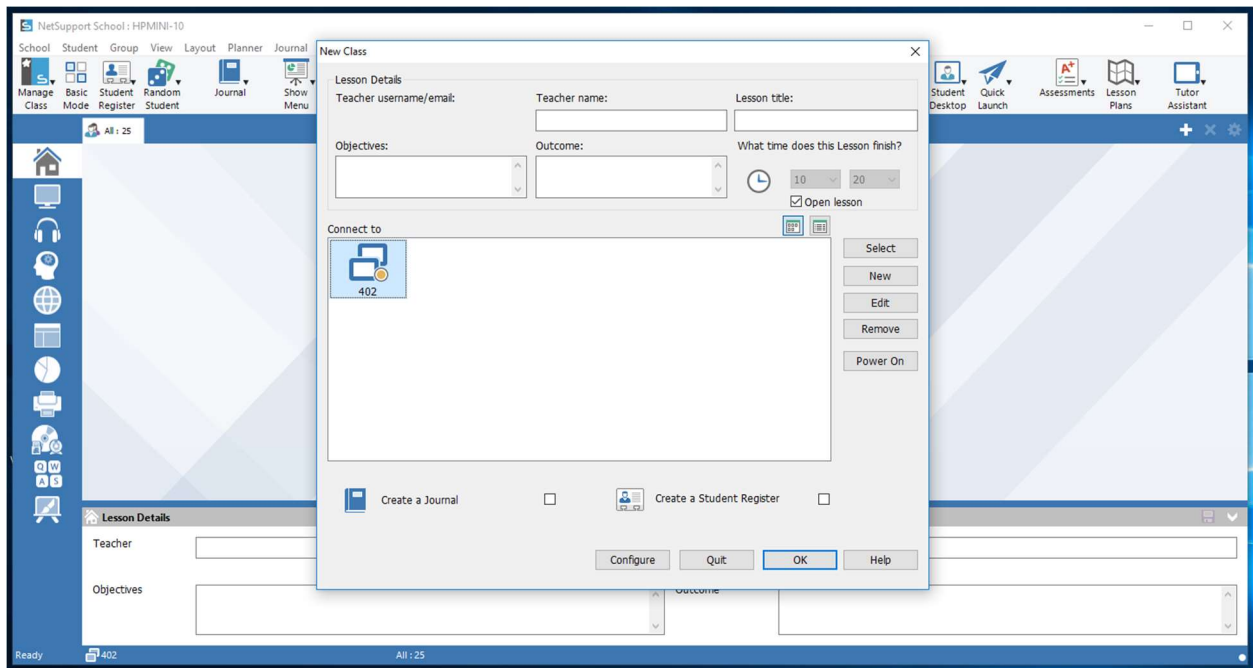 NetSupport School : HPMINI-10
School Student Group View Layout Planner Journal
Manage Class
Basic Mode
Student Register
Random Student
Journal
Show Menu
Student Desktop
Quick Launch
A+
Assessments
Lesson Plans
Tutor Assistant
All : 25
New Class
Lesson Details
Teacher username/email:
Teacher name:
Lesson title:
Objectives:
Outcome:
What time does this Lesson finish?
10 20
Open lesson
Connect to
402
Select
New
Edit
Remove
Power On
Create a Journal
Create a Student Register
Configure Quit OK Help
Q W
A S
Lesson Details
Teacher
Objectives
Outcome
Ready 402 All : 25